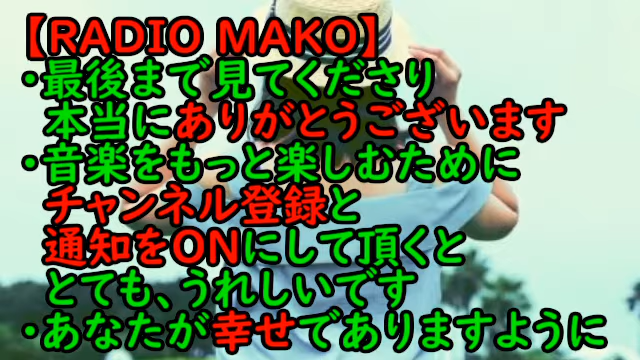 【RADIO MAKO】
・最後まで見てくださり
本当にありがとうございます
・音楽をもっと楽しむために
チャンネル登録と
通知をONにして頂くと
とても、うれしいです
・あなたが幸せでありますように